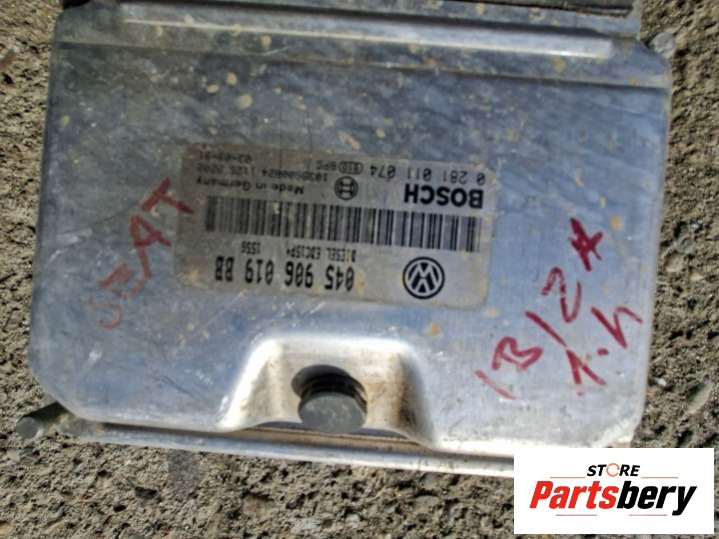 BOSCH
0 281 011 074
Made in Germany
DIESEL EDC15P+
045 906 019 BB
SEAT
IBIZA
1.4
STORE
Partsbery